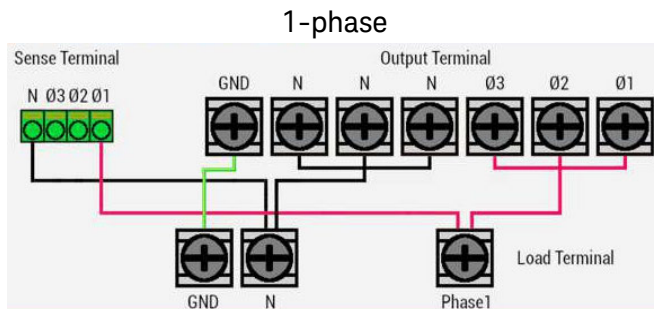 1-phase
Sense Terminal
Output Terminal
N Ø3 Ø2 Ø1
GND N N N Ø3 Ø2 Ø1
Load Terminal
GND N Phase1